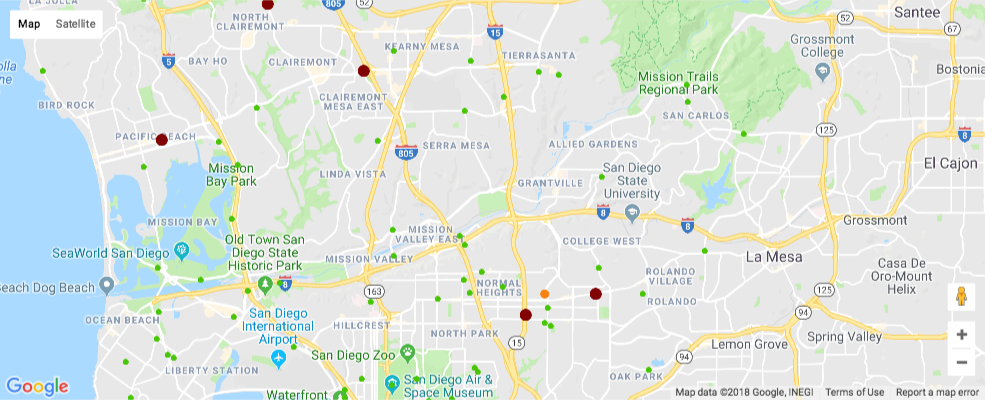 LA JOLLA
Map Satellite
NORTH
CLAIREMONT
52
805
KEARNY MESA
15
TIERRASANTA
52
Santee
67
Grossmont
College
5
BAY HO
CLAIREMONT
Mission Trails
Regional Park
Bostonia
BIRD ROCK
CLAIREMONT
MESA EAST
SAN CARLOS
125
8
PACIFIC BEACH
805
SERRA MESA
ALLIED GARDENS
El Cajon
Mission
Bay Park
LINDA VISTA
GRANTVILLE
San Diego
State
University
8
8
Grossmont
MISSION BAY
MISSION
VALLEY EAST
COLLEGE WEST
SeaWorld San Diego
Old Town San
Diego State
Historic Park
MISSION VALLEY
La Mesa
Casa De
Oro-Mount
Helix
8
Beach Dog Beach
163
NORMAL
HEIGHTS
ROLANDO
VILLAGE
ROLANDO
125
OCEAN BEACH
San Diego
International
Airport
HILLCREST
NORTH PARK
15
94
Spring Valley
Lemon Grove
94
San Diego Zoo
LIBERTY STATION
San Diego Air &
Space Museum
OAK PARK
Waterfront
Google
Map data ©2018 Google, INEGI Terms of Use Report a map error